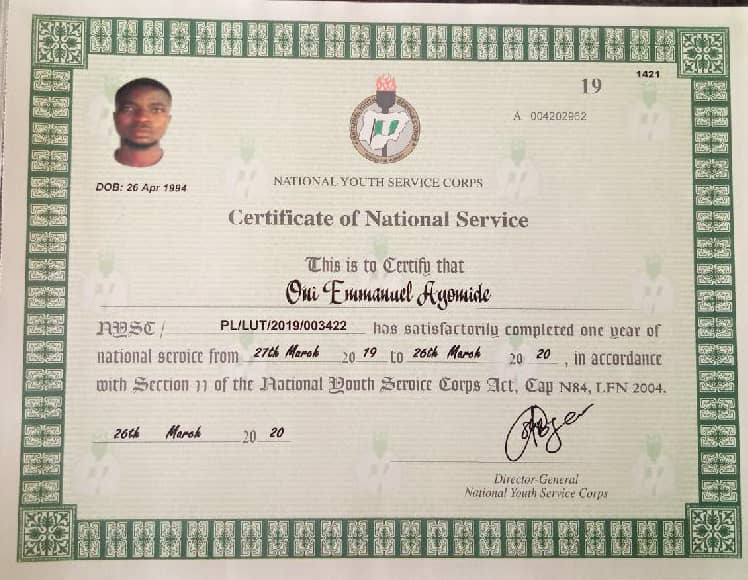 1421
19
A 004202962
DOB: 26 Apr 1994
NATIONAL YOUTH SERVICE CORPS
Certificate of National Service
This is to Certify that
Oni Emmanuel Ayomide
NYSC/ PL/LUT/2019/003422 has satisfactorily completed one year of
national service from 27th March 20 19 to 26th March 20 20 , in accordance
with Section 11 of the National Youth Service Corps Act, Cap N84, LFN 2004.
26th March 20 20
Director-General
National Youth Service Corps